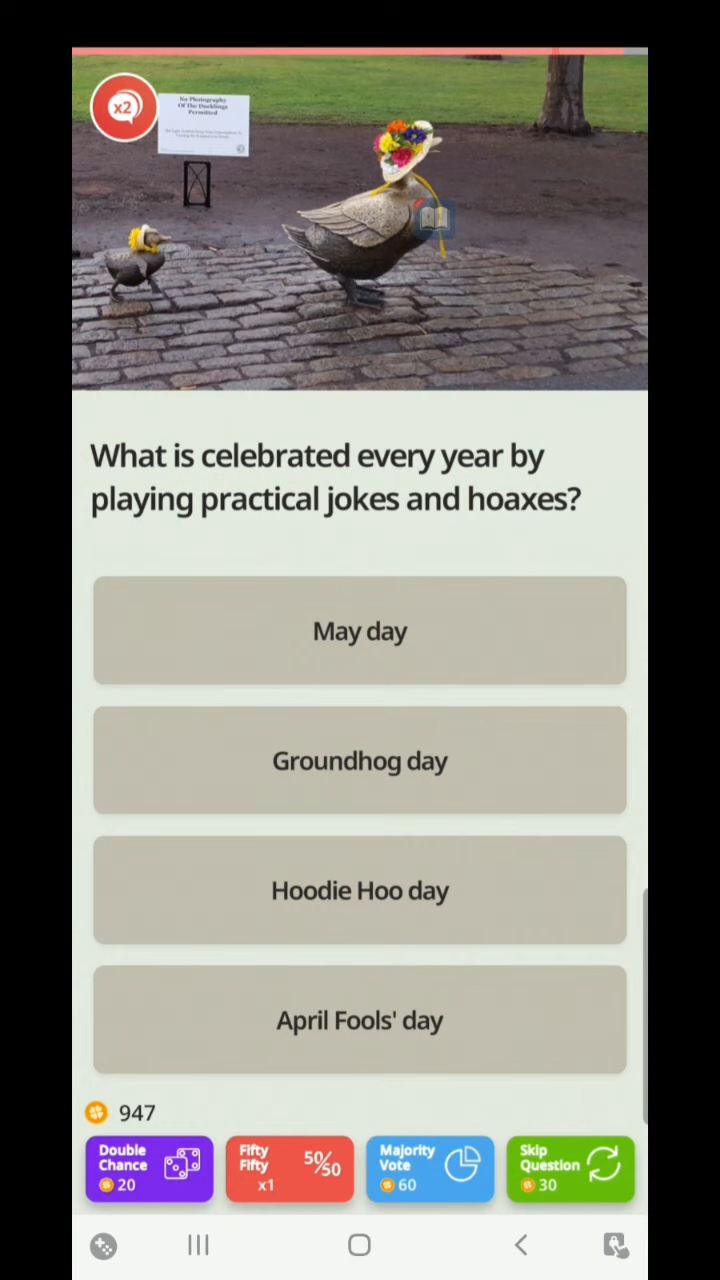 x2
No Photography
Of The Ducklings
Permitted
What is celebrated every year by
playing practical jokes and hoaxes?
May day
Groundhog day
Hoodie Hoo day
April Fools' day
947
Double
Chance
20
Fifty
Fifty
x1
50/50
Majority
Vote
60
Skip
Question
30